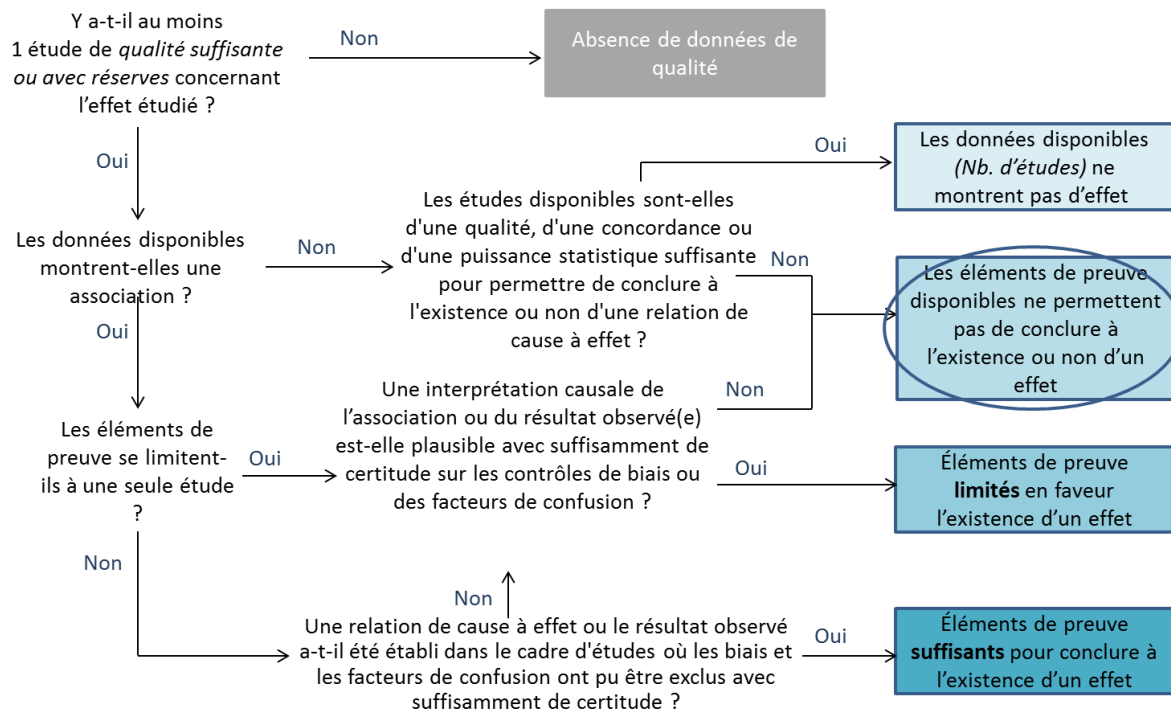 Y a-t-il au moins
1 étude de qualité suffisante
ou avec réserves concernant
l’effet étudié ?
Non
Absence de données de
qualité
Oui
Oui
Les données disponibles
(Nb. d’études) ne
montrent pas d’effet
Les données disponibles
montrent-elles une
association ?
Non
Les études disponibles sont-elles
d'une qualité, d'une concordance ou
d'une puissance statistique suffisante
pour permettre de conclure à
l'existence ou non d'une relation de
cause à effet ?
Non
Les éléments de preuve
disponibles ne permettent
pas de conclure à
l’existence ou non d’un
effet
Oui
Les éléments de
preuve se limitent-
ils à une seule étude
?
Oui
Une interprétation causale de
l’association ou du résultat observé(e)
est-elle plausible avec suffisamment de
certitude sur les contrôles de biais ou
des facteurs de confusion ?
Non
Oui
Éléments de preuve
limités en faveur
l’existence d’un effet
Non
Non
Une relation de cause à effet ou le résultat observé
a-t-il été établi dans le cadre d'études où les biais et
les facteurs de confusion ont pu être exclus avec
suffisamment de certitude ?
Oui
Éléments de preuve
suffisants pour conclure à
l’existence d’un effet